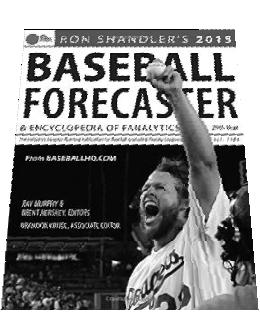 RON SHANDLER'S 2015
BASEBALL
FORECASTER
& ENCYCLOPEDIA OF FANALYTICS
From BASEBALLHQ.COM
RAY MURPHY &
BRENT HERSHEY, EDITORS
BRANDON KRUSE, ASSOCIATE EDITOR